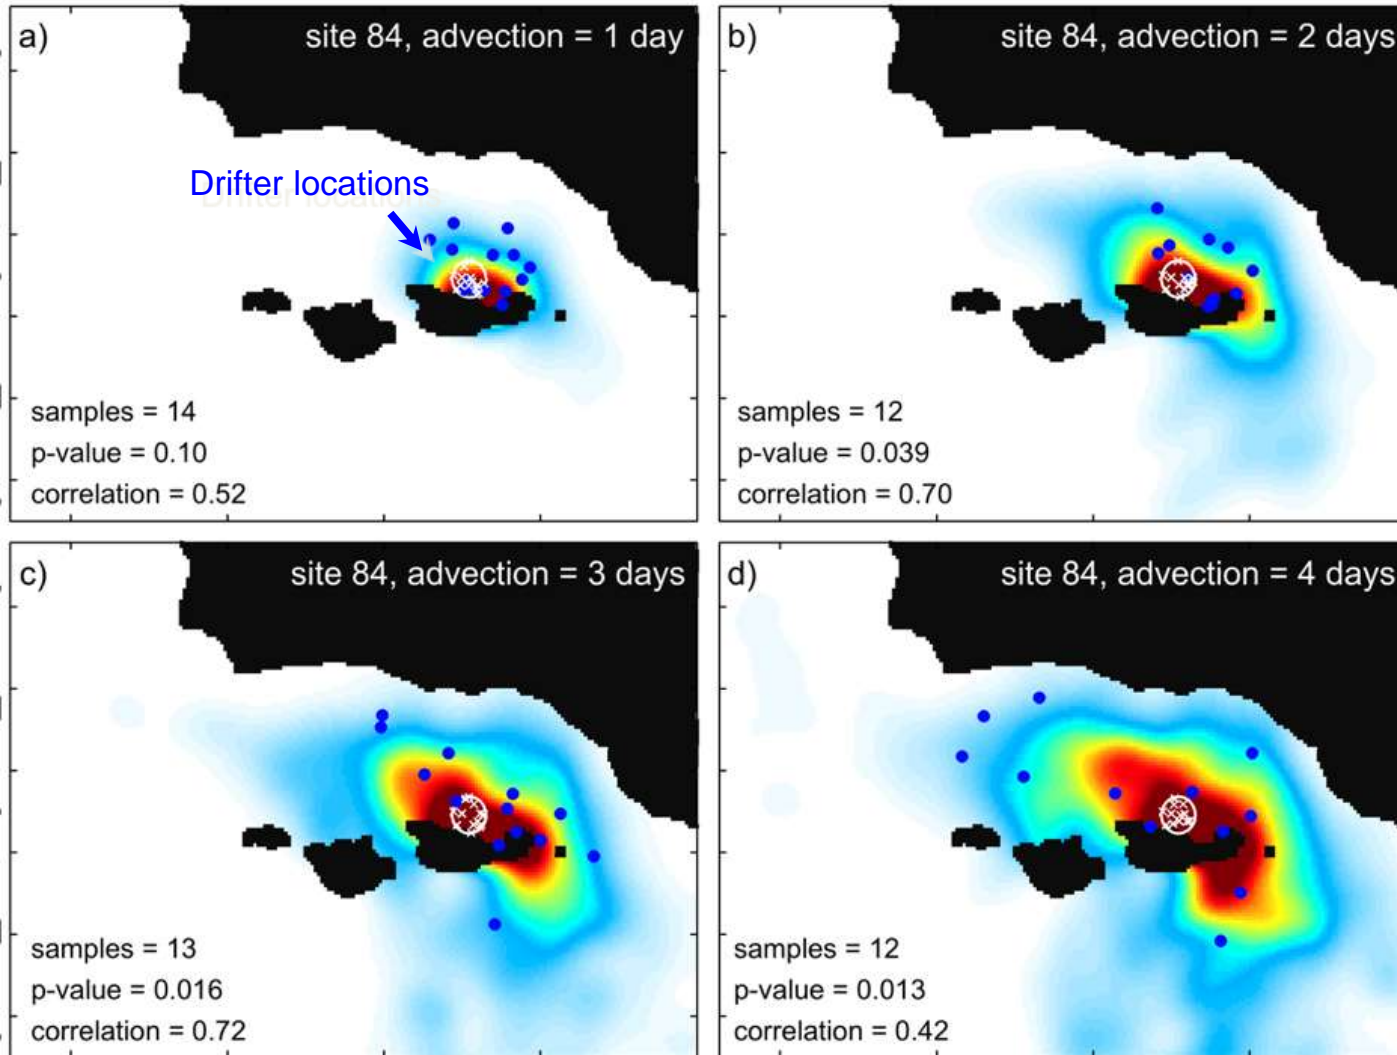 a) site 84, advection = 1 day
Drifter locations
samples = 14
p-value = 0.10
correlation = 0.52
b) site 84, advection = 2 days
samples = 12
p-value = 0.039
correlation = 0.70
c) site 84, advection = 3 days
samples = 13
p-value = 0.016
correlation = 0.72
d) site 84, advection = 4 days
samples = 12
p-value = 0.013
correlation = 0.42